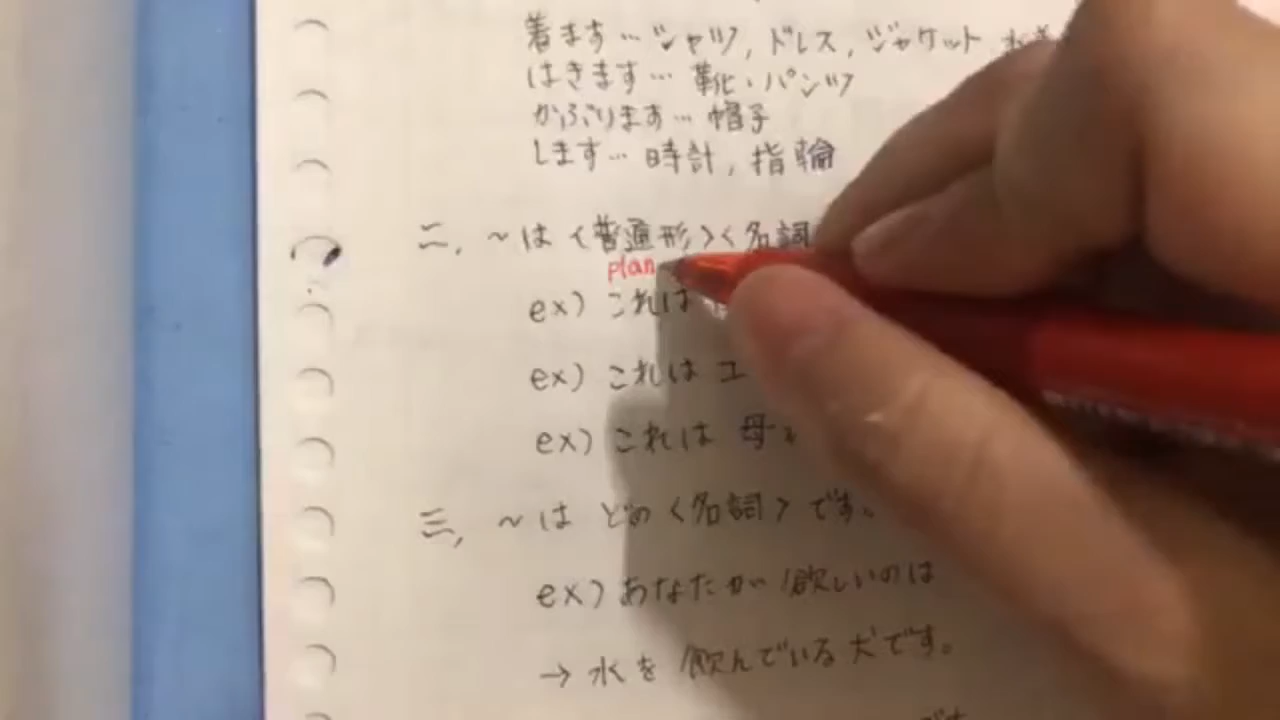 着ます… シャツ, ドレス, ジャケット
はきます… 靴・パンツ
かぶります… 帽子
します… 時計, 指輪
二, ~は〈普通形〉〈名詞
plan
ex) これは
ex) これは ユ
ex) これは 母
三, ~は どの〈名詞〉です。
ex) あなたが 欲しいのは
→ 水を 飲んでいる 犬です。